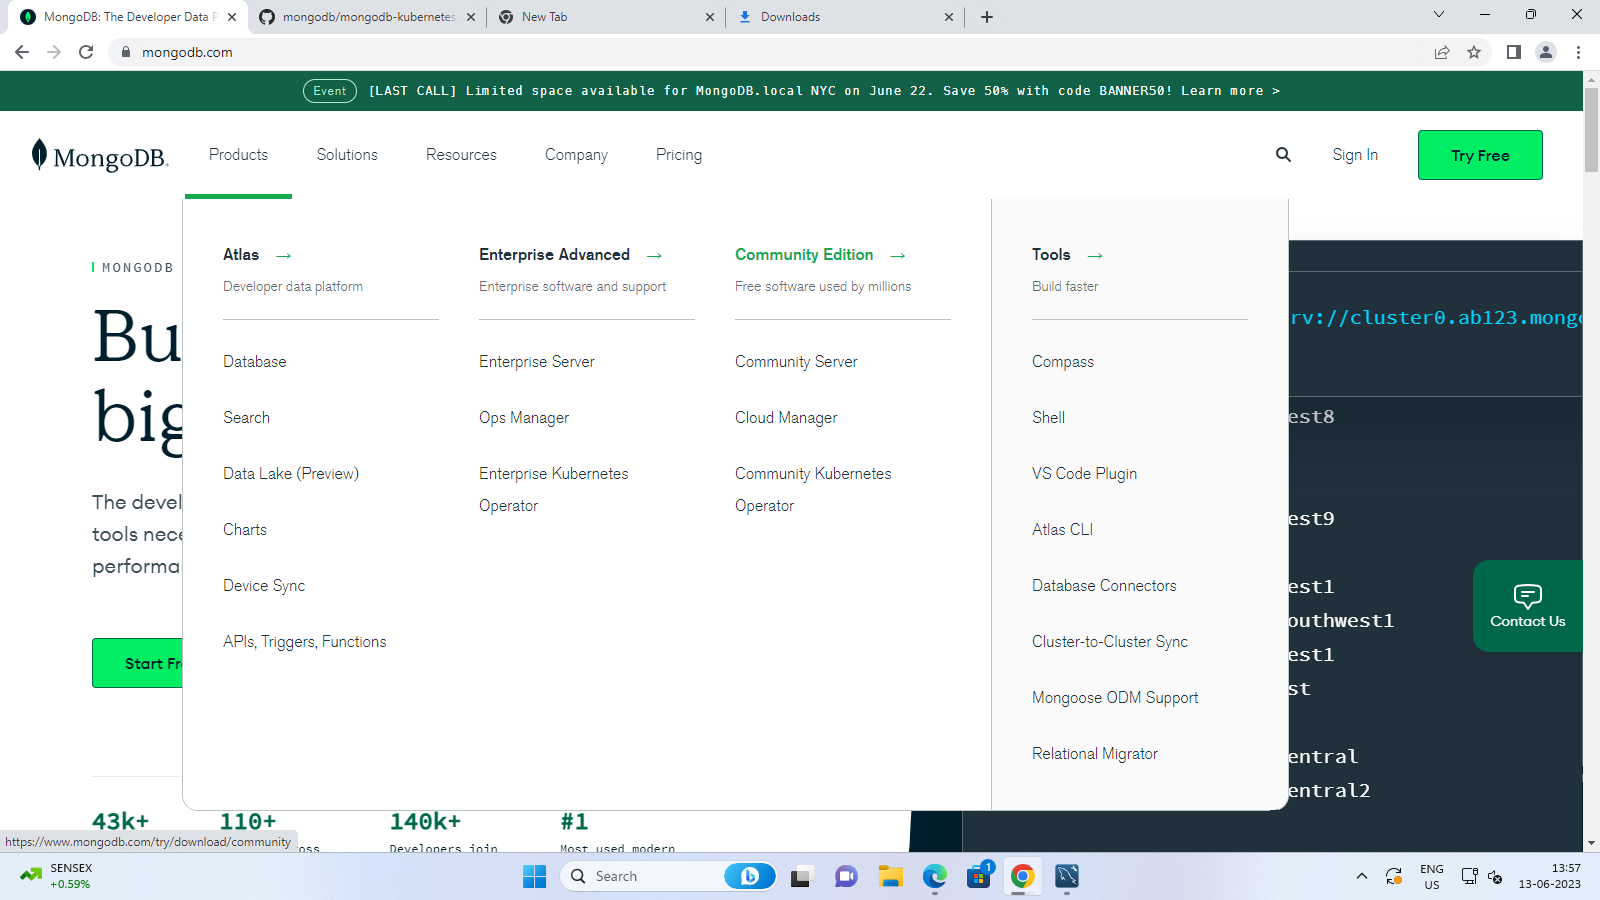 MongoDB: The Developer Data P
mongodb/mongodb-kubernetes
New Tab
Downloads
mongodb.com
Event [LAST CALL] Limited space available for MongoDB.local NYC on June 22. Save 50% with code BANNER50! Learn more >
MongoDB.
Products
Solutions
Resources
Company
Pricing
Sign In
Try Free
MONGODB
Bu
big
The devel
tools nece
performa
Start Fr
Atlas →
Developer data platform
Database
Search
Data Lake (Preview)
Charts
Device Sync
APIs, Triggers, Functions
Enterprise Advanced →
Enterprise software and support
Enterprise Server
Ops Manager
Enterprise Kubernetes
Operator
Community Edition →
Free software used by millions
Community Server
Cloud Manager
Community Kubernetes
Operator
Tools →
Build faster
Compass
Shell
VS Code Plugin
Atlas CLI
Database Connectors
Cluster-to-Cluster Sync
Mongoose ODM Support
Relational Migrator
rv://cluster0.ab123.mongo
est8
est9
est1
outhwest1
est1
st
entral
entral2
Contact Us
43k+
110+
140k+
#1
oss
Developers join
Most used modern
https://www.mongodb.com/try/download/community
SENSEX
+0.59%
Search
1
ENG
US
13:57
13-06-2023